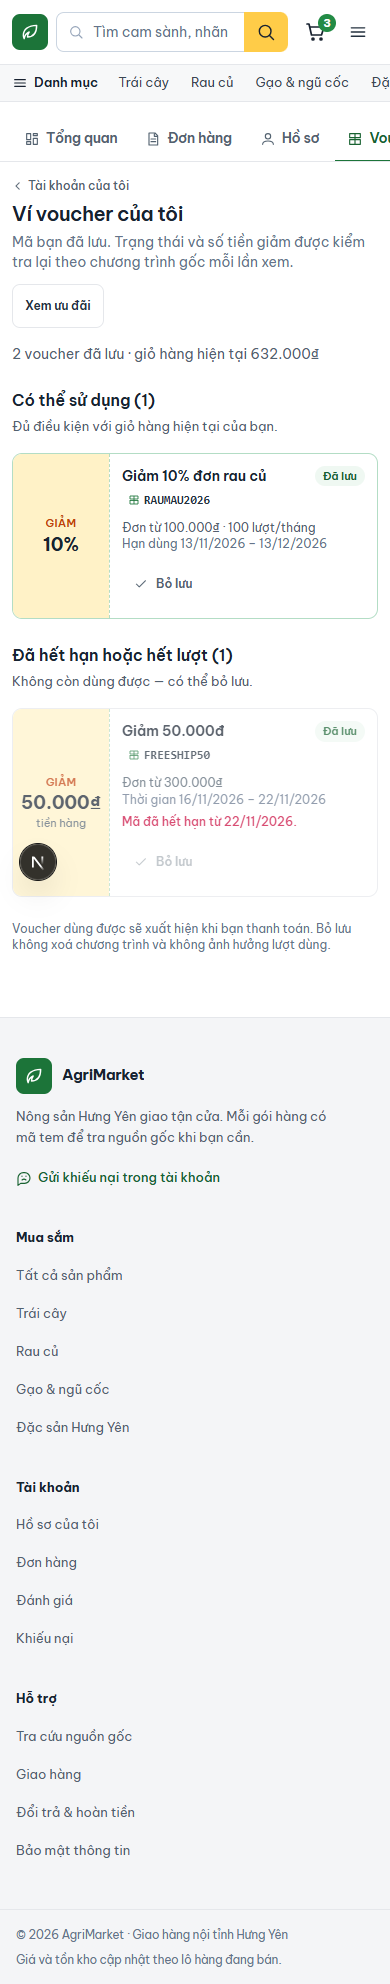 Tìm cam sành, nhãn
3
Danh mục Trái cây Rau củ Gạo & ngũ cốc Đặ
Tổng quan Đơn hàng Hồ sơ Vou
Tài khoản của tôi
Ví voucher của tôi
Mã bạn đã lưu. Trạng thái và số tiền giảm được kiểm
tra lại theo chương trình gốc mỗi lần xem.
Xem ưu đãi
2 voucher đã lưu · giỏ hàng hiện tại 632.000₫
Có thể sử dụng (1)
Đủ điều kiện với giỏ hàng hiện tại của bạn.
GIẢM
10%
Giảm 10% đơn rau củ
Đã lưu
RAUMAU2026
Đơn từ 100.000₫ · 100 lượt/tháng
Hạn dùng 13/11/2026 – 13/12/2026
Bỏ lưu
Đã hết hạn hoặc hết lượt (1)
Không còn dùng được — có thể bỏ lưu.
GIẢM
50.000₫
tiền hàng
N
Giảm 50.000đ
Đã lưu
FREESHIP50
Đơn từ 300.000₫
Thời gian 16/11/2026 – 22/11/2026
Mã đã hết hạn từ 22/11/2026.
Bỏ lưu
Voucher dùng được sẽ xuất hiện khi bạn thanh toán. Bỏ lưu
không xoá chương trình và không ảnh hưởng lượt dùng.
AgriMarket
Nông sản Hưng Yên giao tận cửa. Mỗi gói hàng có
mã tem để tra nguồn gốc khi bạn cần.
Gửi khiếu nại trong tài khoản
Mua sắm
Tất cả sản phẩm
Trái cây
Rau củ
Gạo & ngũ cốc
Đặc sản Hưng Yên
Tài khoản
Hồ sơ của tôi
Đơn hàng
Đánh giá
Khiếu nại
Hỗ trợ
Tra cứu nguồn gốc
Giao hàng
Đổi trả & hoàn tiền
Bảo mật thông tin
© 2026 AgriMarket · Giao hàng nội tỉnh Hưng Yên
Giá và tồn kho cập nhật theo lô hàng đang bán.